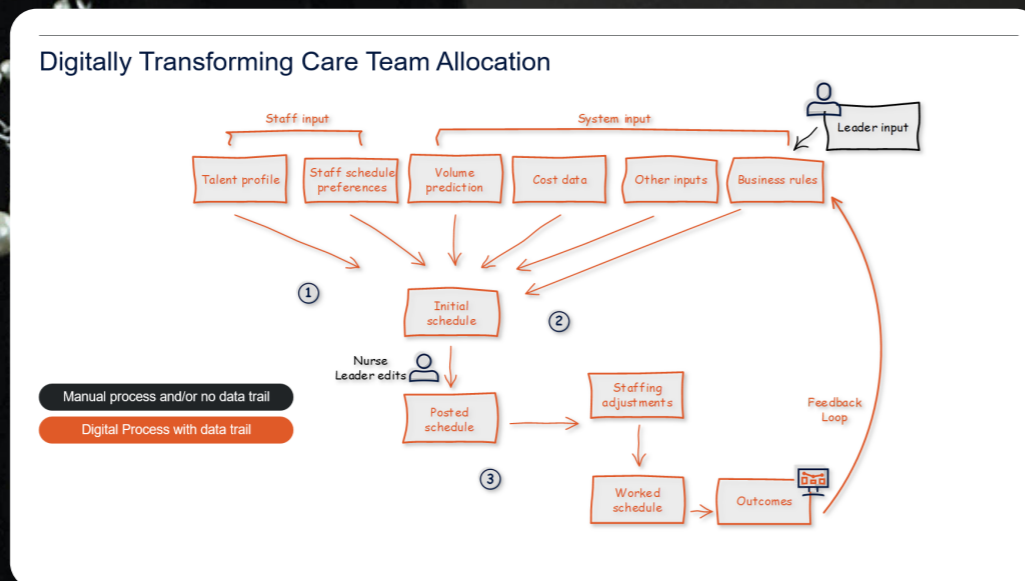 Digitally Transforming Care Team Allocation
Staff input
System input
Leader input
Talent profile
Staff schedule
preferences
Volume
prediction
Cost data
Other inputs
Business rules
1
Initial
schedule
2
Nurse
Leader edits
Manual process and/or no data trail
Digital Process with data trail
Posted
schedule
Staffing
adjustments
Feedback
Loop
3
Worked
schedule
Outcomes